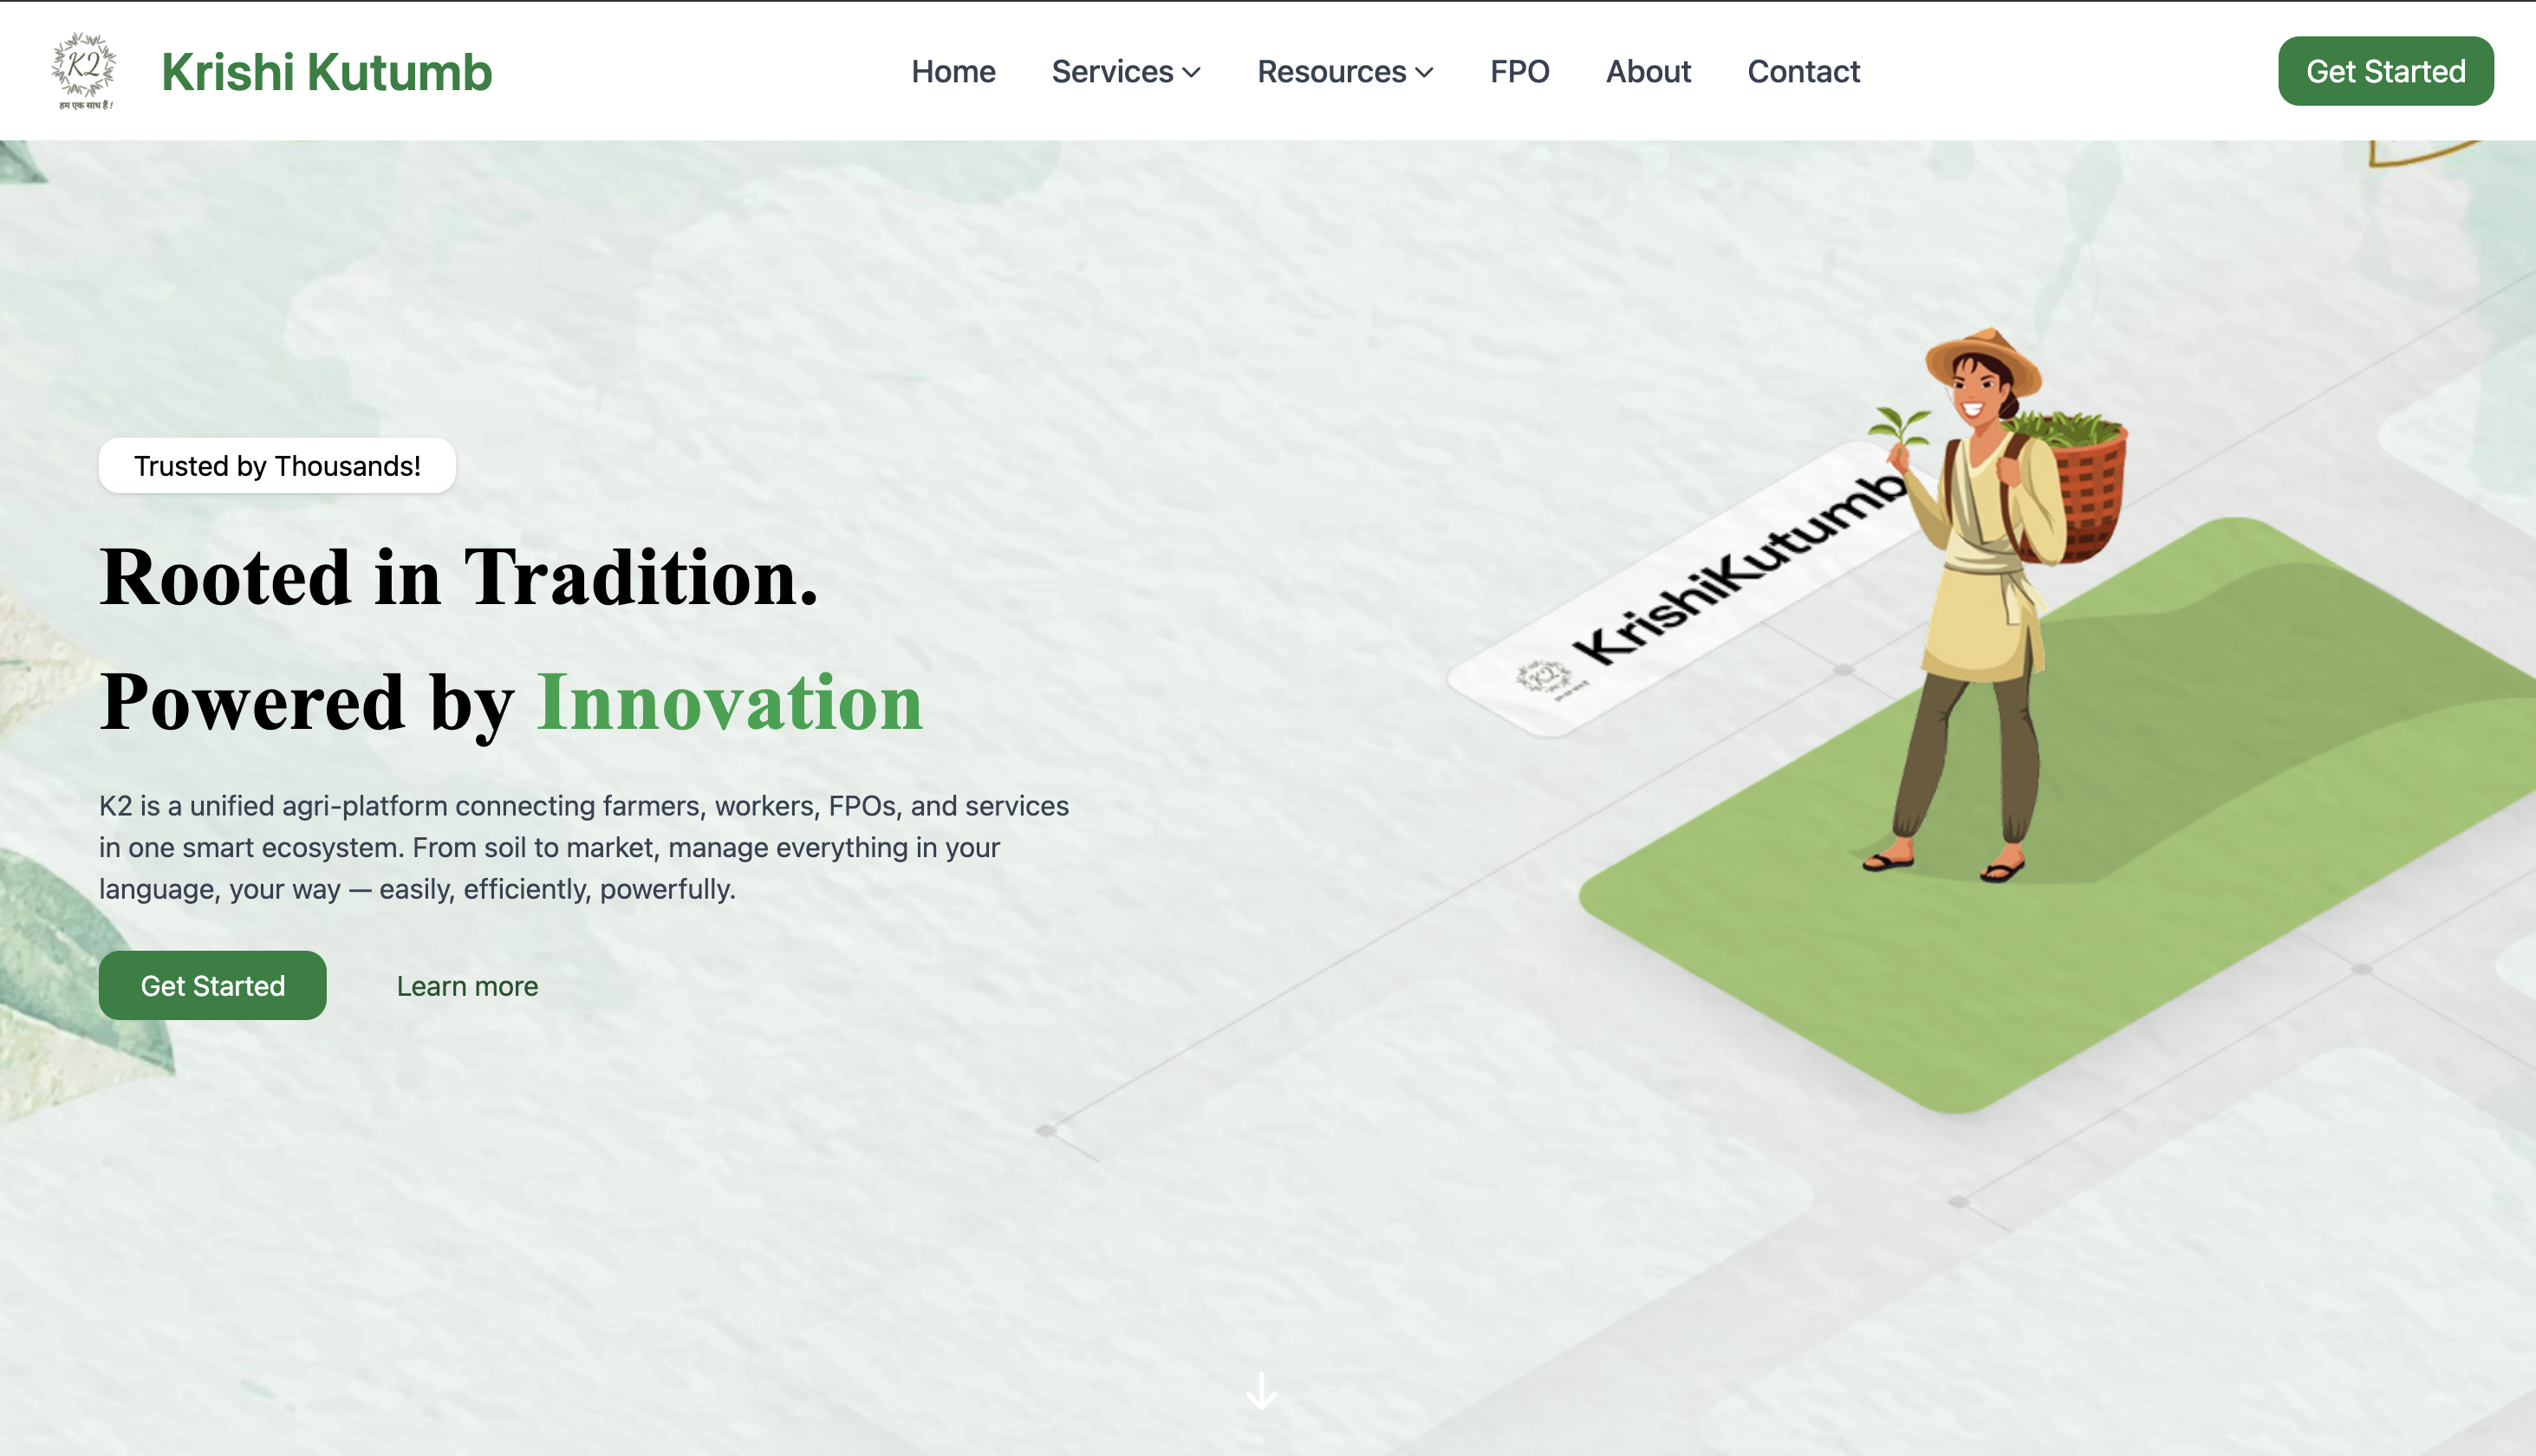 K2
हम एक साथ हैं !
Krishi Kutumb
Home
Services
Resources
FPO
About
Contact
Get Started
Trusted by Thousands!
Rooted in Tradition.
Powered by Innovation
K2 is a unified agri-platform connecting farmers, workers, FPOs, and services
in one smart ecosystem. From soil to market, manage everything in your
language, your way — easily, efficiently, powerfully.
Get Started
Learn more
K2
KrishiKutumb